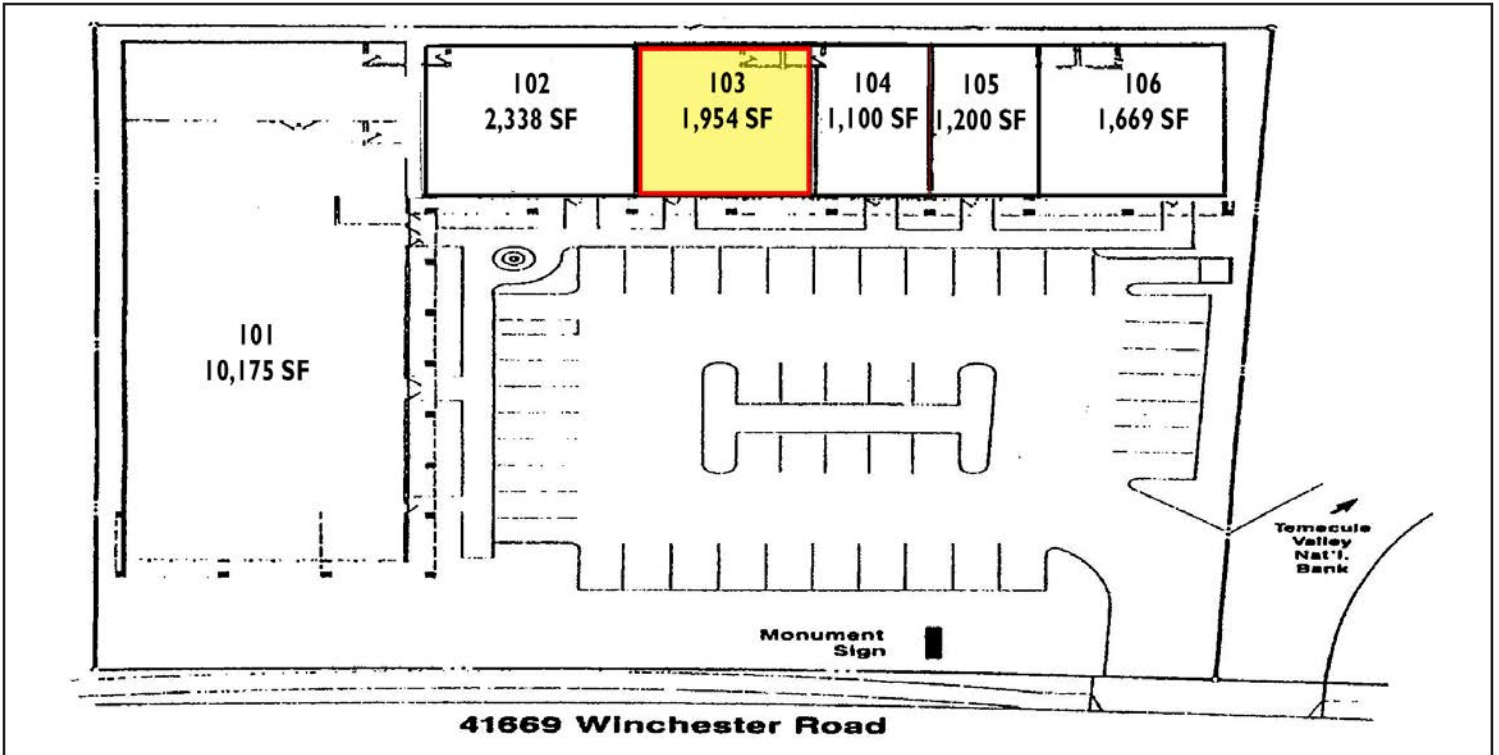 102
2,338 SF
103
1,954 SF
104
1,100 SF
105
1,200 SF
106
1,669 SF
101
10,175 SF
Temecule
Valley
Nat'l.
Bank
Monument
Sign
41669 Winchester Road